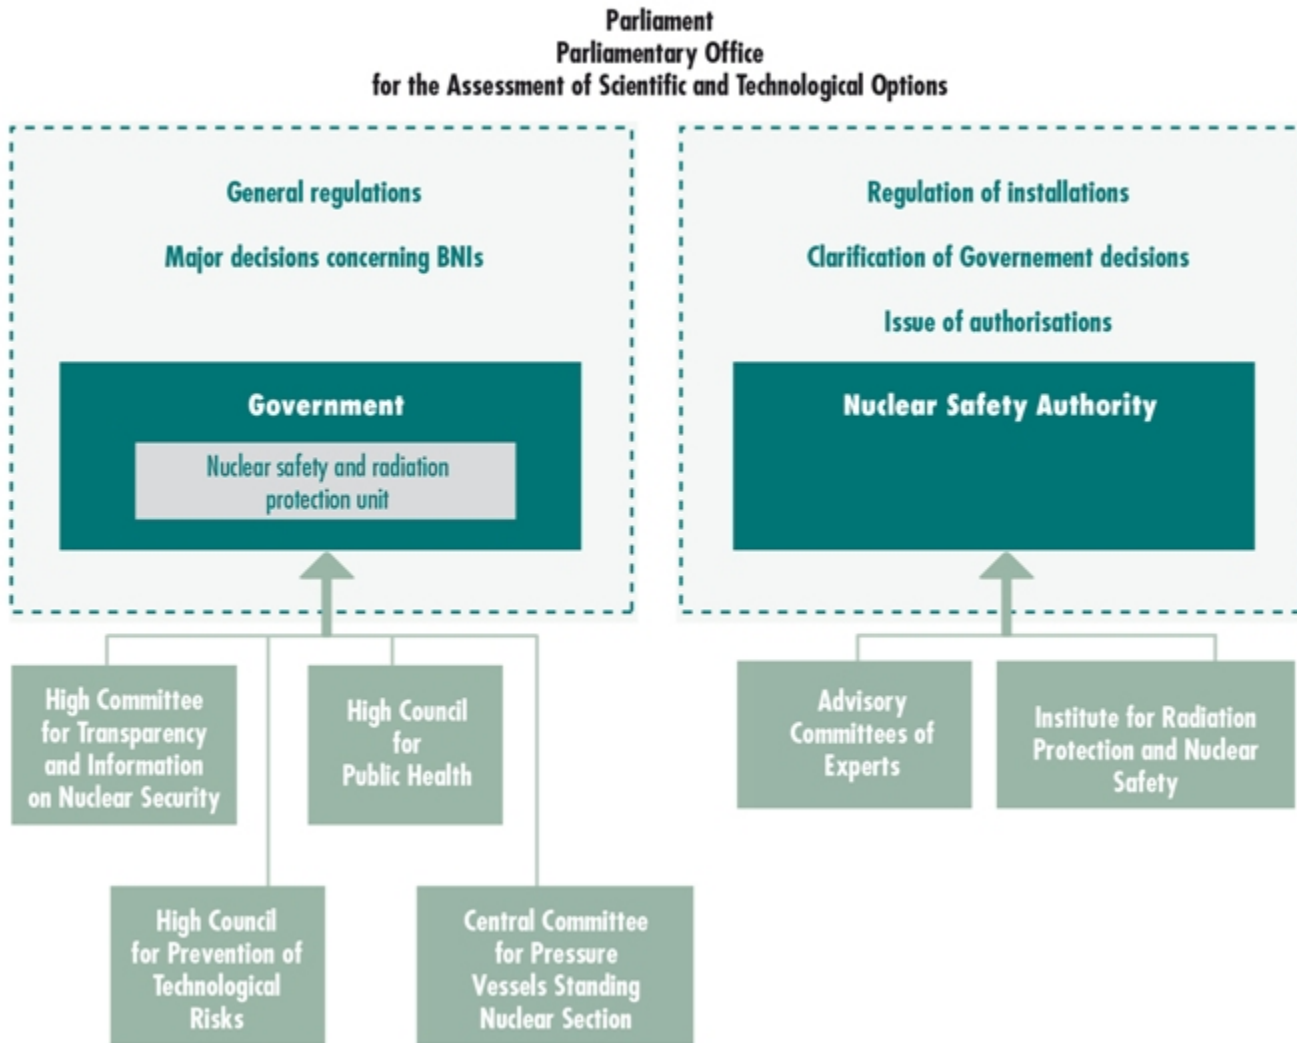 Parliament
Parliamentary Office
for the Assessment of Scientific and Technological Options
General regulations
Major decisions concerning BNIs
Government
Nuclear safety and radiation
protection unit
Regulation of installations
Clarification of Governement decisions
Issue of authorisations
Nuclear Safety Authority
High Committee
for Transparency
and Information
on Nuclear Security
High Council
for
Public Health
High Council
for Prevention of
Technological
Risks
Central Committee
for Pressure
Vessels Standing
Nuclear Section
Advisory
Committees of
Experts
Institute for Radiation
Protection and Nuclear
Safety